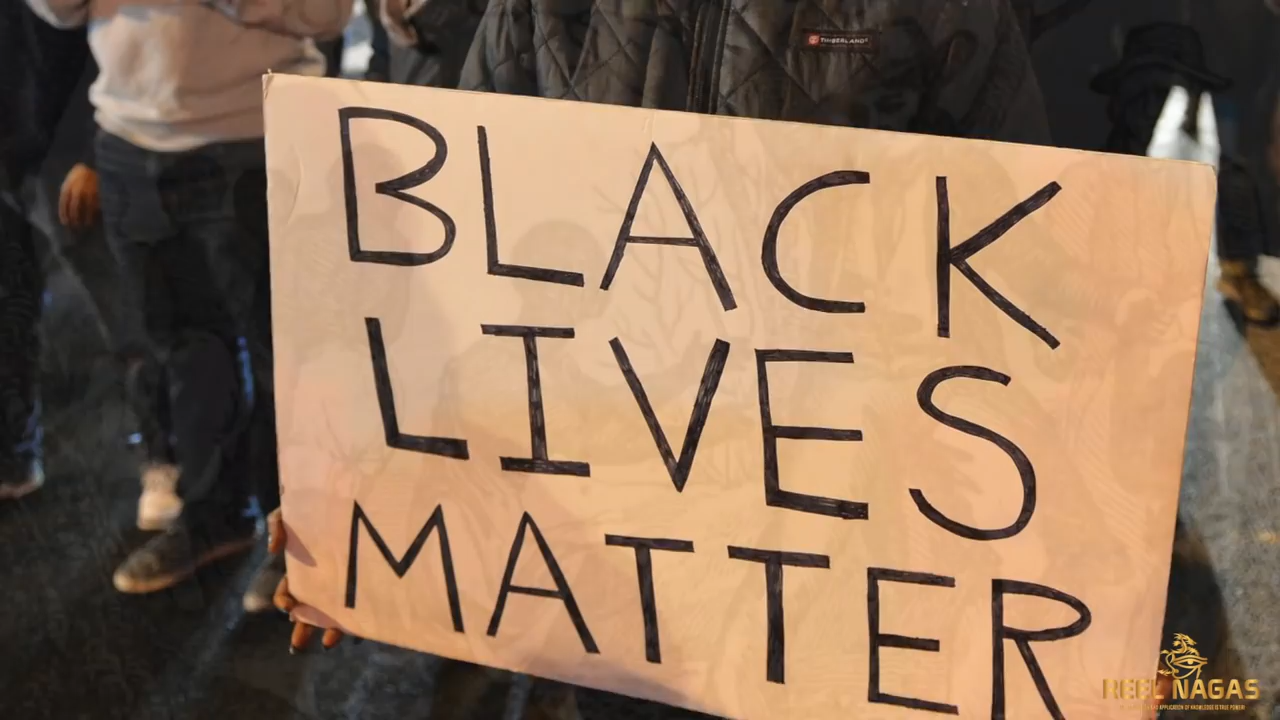 TIMBERLAND®
BLACK
LIVES
MATTER
REEL NAGAS